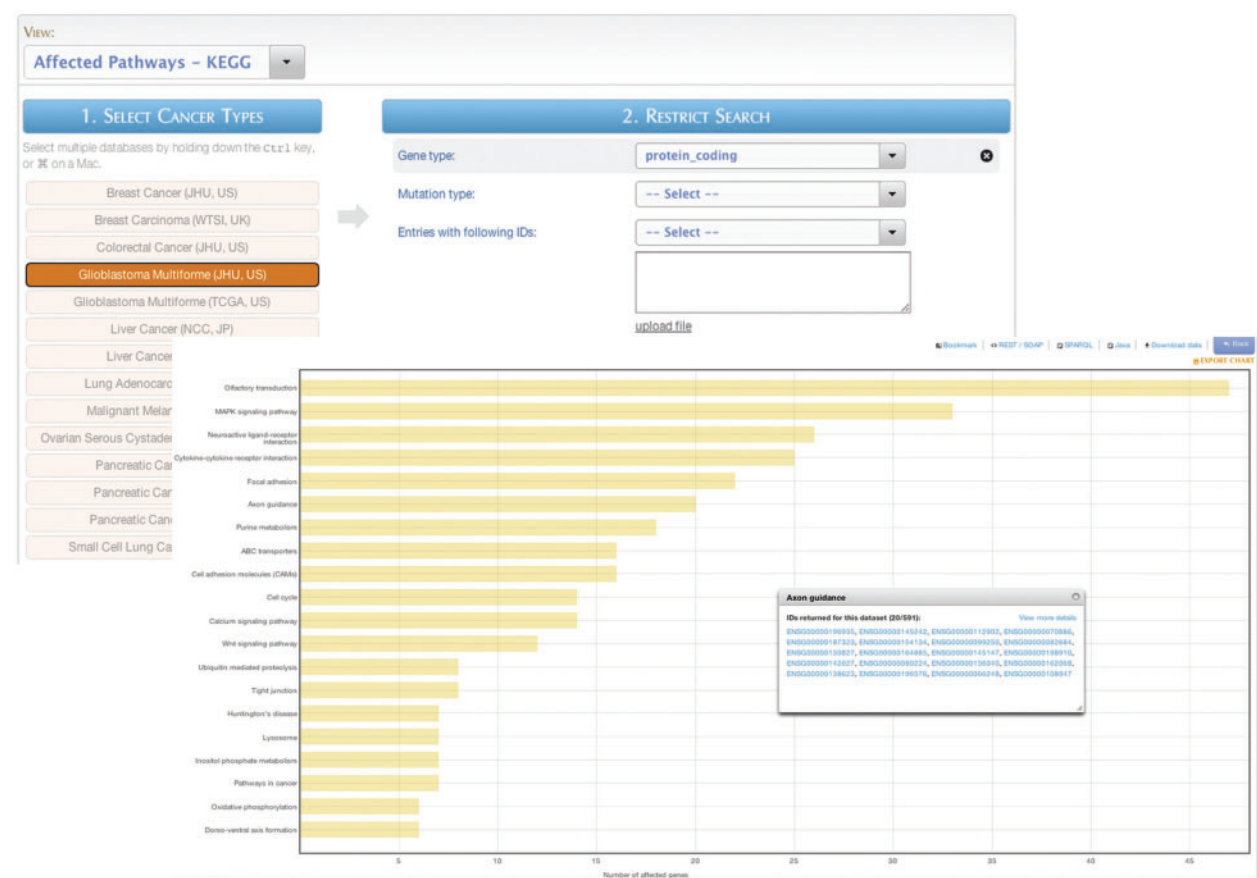 VIEW:
Affected Pathways – KEGG
1. SELECT CANCER TYPES
Select multiple databases by holding down the Ctrl key,
or ⌘ on a Mac.
Breast Cancer (JHU, US)
Breast Carcinoma (WTSI, UK)
Colorectal Cancer (JHU, US)
Glioblastoma Multiforme (JHU, US)
Glioblastoma Multiforme (TCGA, US)
Liver Cancer (NCC, JP)
Liver Cancer
Lung Adenocarc
Malignant Melar
Ovarian Serous Cystader
Pancreatic Car
Pancreatic Car
Pancreatic Can
Small Cell Lung Ca
2. RESTRICT SEARCH
Gene type:
protein_coding
Mutation type:
-- Select --
Entries with following IDs:
-- Select --
upload file
Bookmark | REST / SOAP | SPARQL | Java | Download data | Back
EXPORT CHART
Olfactory transduction
MAPK signaling pathway
Neuroactive ligand-receptor
interaction
Cytokine-cytokine receptor interaction
Focal adhesion
Axon guidance
Purine metabolism
ABC transporters
Cell adhesion molecules (CAMs)
Cell cycle
Calcium signaling pathway
Wnt signaling pathway
Ubiquitin mediated proteolysis
Tight junction
Huntington's disease
Lysosome
Inositol phosphate metabolism
Pathways in cancer
Oxidative phosphorylation
Dorso-ventral axis formation
Axon guidance
IDs returned for this dataset (20/591):
View more details
5 10 15 20 25 30 35 40 45
Number of affected genes